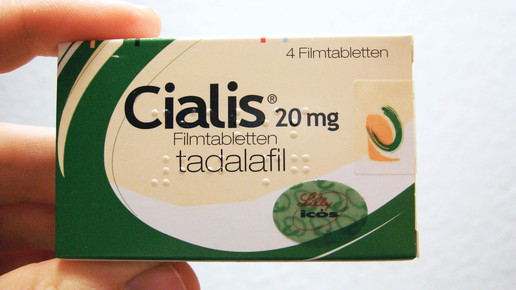 4 Filmtabletten
Cialis® 20 mg
Filmtabletten
tadalafil
Lilly
icos